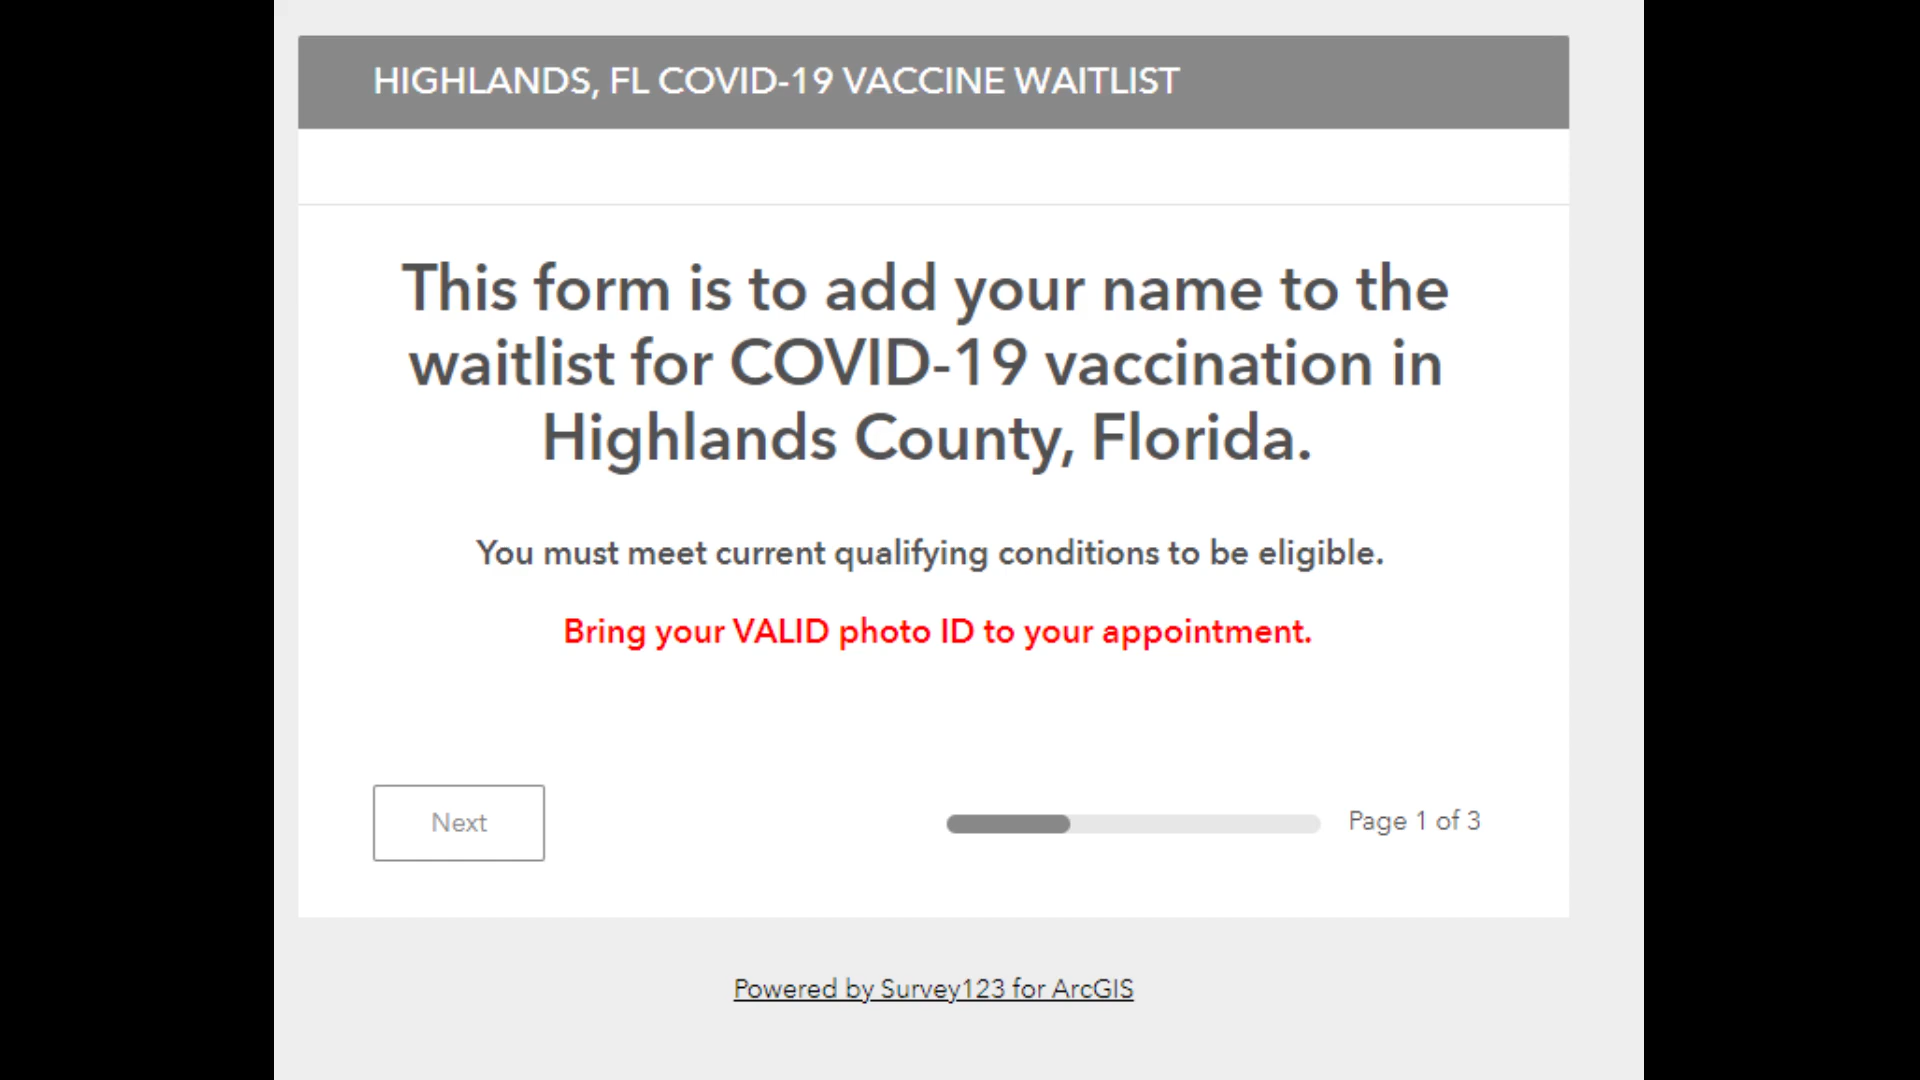 HIGHLANDS, FL COVID-19 VACCINE WAITLIST
This form is to add your name to the
waitlist for COVID-19 vaccination in
Highlands County, Florida.
You must meet current qualifying conditions to be eligible.
Bring your VALID photo ID to your appointment.
Next
Page 1 of 3
Powered by Survey123 for ArcGIS